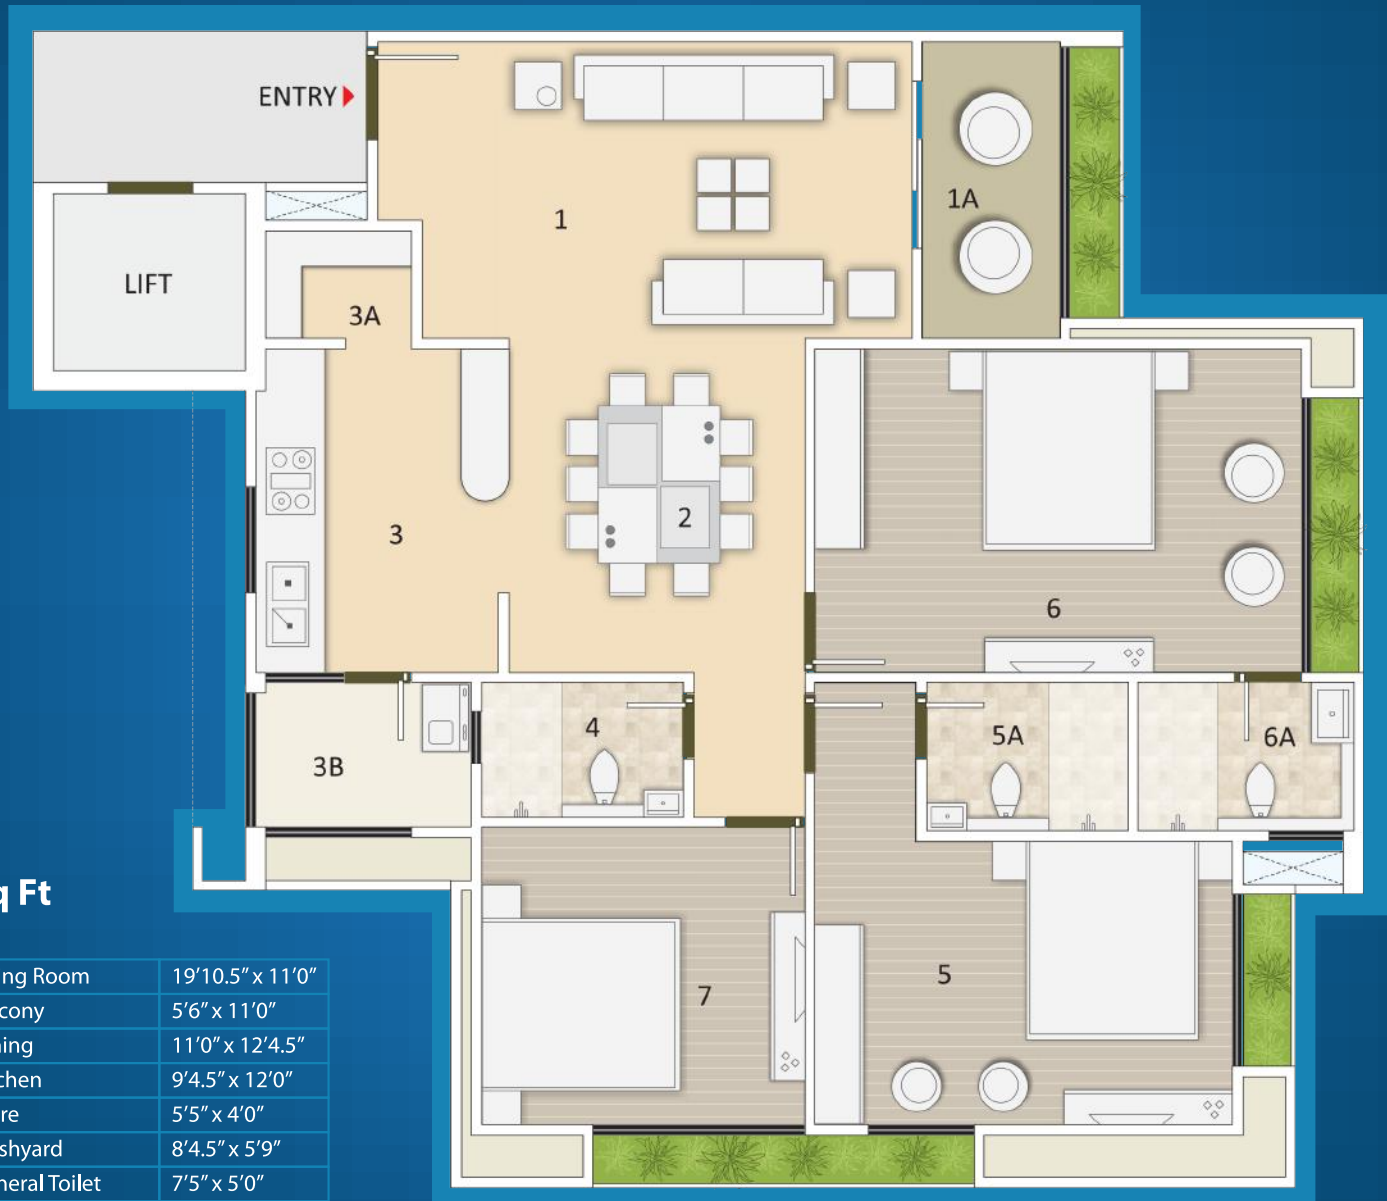 ENTRY
1
1A
LIFT
3A
2
3
6
4
5A
6A
3B
q Ft
5
7
ing Room 19'10.5" x 11'0"
cony 5'6" x 11'0"
ing 11'0" x 12'4.5"
chen 9'4.5" x 12'0"
re 5'5" x 4'0"
shyard 8'4.5" x 5'9"
neral Toilet 7'5" x 5'0"